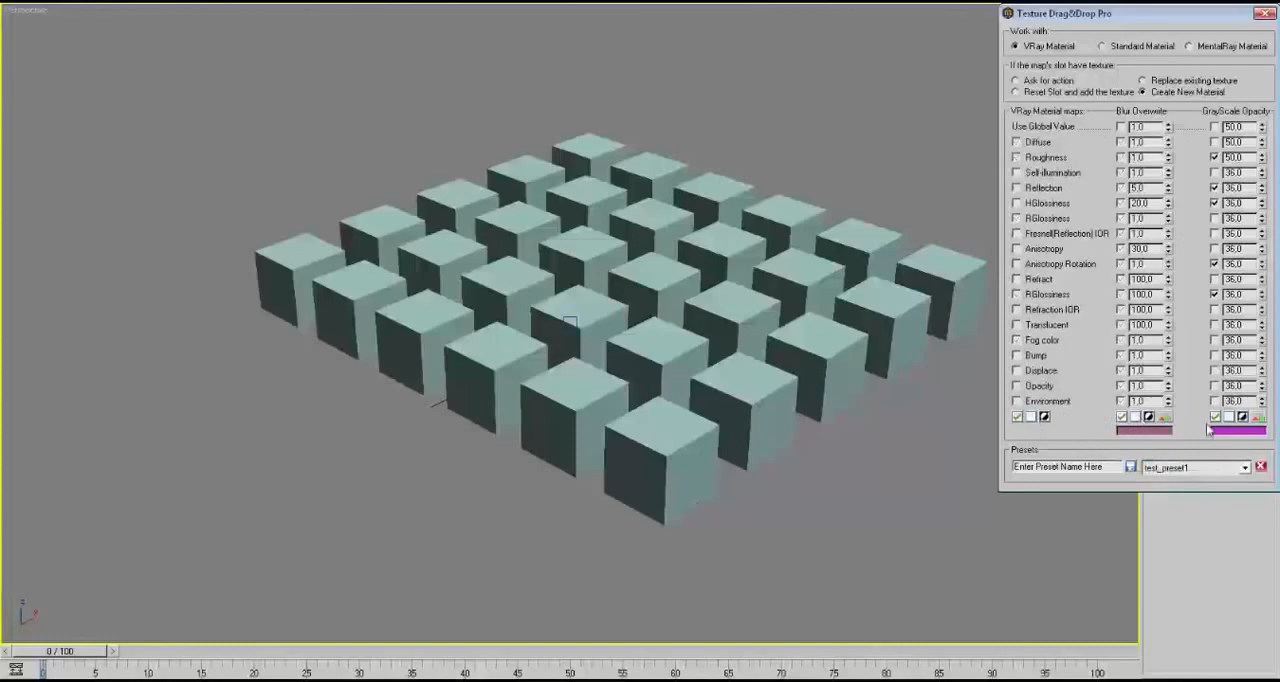 Perspective
Texture Drag&Drop Pro
Work with:
VRay Material Standard Material MentalRay Material
If the map's slot have texture:
Ask for action Replace existing texture
Reset Slot and add the texture Create New Material
VRay Material maps: Blur Overwrite GrayScale Opacity
Use Global Value 1,0 50,0
Diffuse 1,0 50,0
Roughness 1,0 50,0
Self-illumination 1,0 36,0
Reflection 5,0 36,0
HGlossiness 20,0 36,0
RGlossiness 1,0 36,0
Fresnel(Reflection) IOR 1,0 36,0
Anisotropy 30,0 36,0
Anisotropy Rotation 1,0 36,0
Refract 100,0 36,0
RGlossiness 100,0 36,0
Refraction IOR 100,0 36,0
Translucent 100,0 36,0
Fog color 1,0 36,0
Bump 1,0 36,0
Displace 1,0 36,0
Opacity 1,0 36,0
Environment 1,0 36,0
Presets
Enter Preset Name Here test_preset1
z
0 / 100
0 5 10 15 20 25 30 35 40 45 50 55 60 65 70 75 80 85 90 95 100